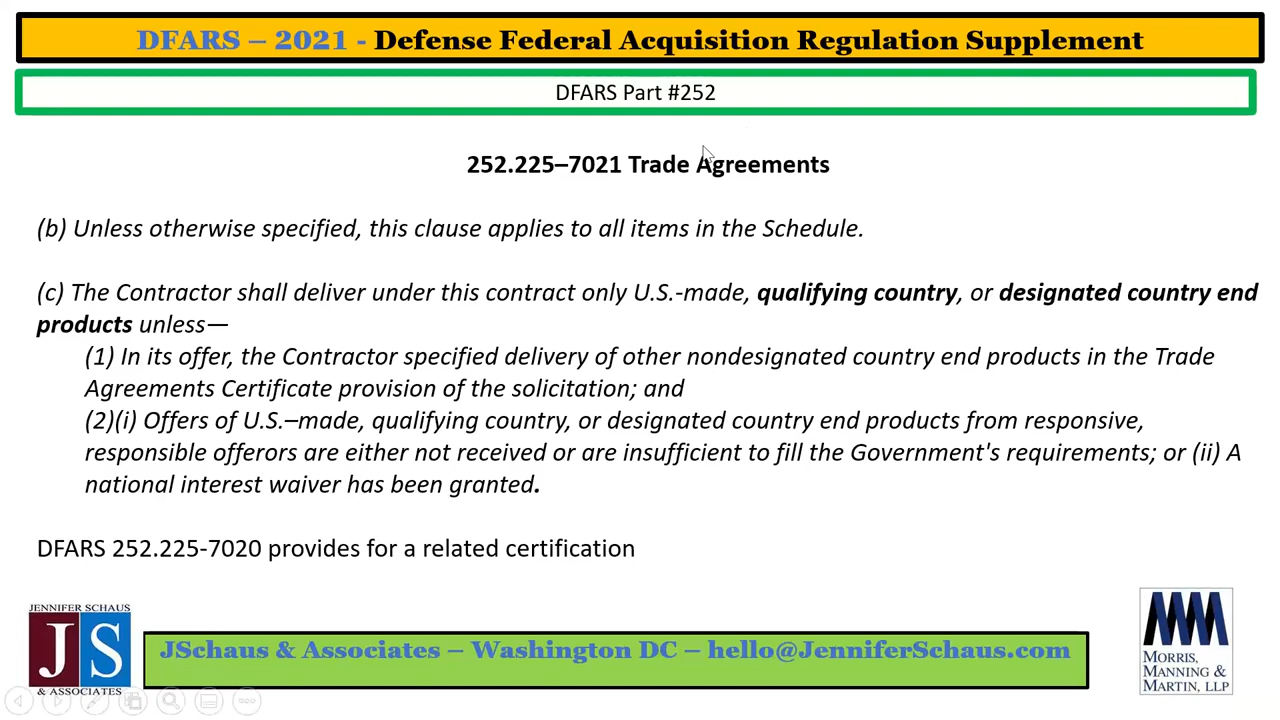 DFARS – 2021 - Defense Federal Acquisition Regulation Supplement
DFARS Part #252
252.225–7021 Trade Agreements
(b) Unless otherwise specified, this clause applies to all items in the Schedule.
(c) The Contractor shall deliver under this contract only U.S.-made, qualifying country, or designated country end
products unless—
(1) In its offer, the Contractor specified delivery of other nondesignated country end products in the Trade
Agreements Certificate provision of the solicitation; and
(2)(i) Offers of U.S.–made, qualifying country, or designated country end products from responsive,
responsible offerors are either not received or are insufficient to fill the Government's requirements; or (ii) A
national interest waiver has been granted.
DFARS 252.225-7020 provides for a related certification
JENNIFER SCHAUS
JS
& ASSOCIATES
JSchaus & Associates – Washington DC – hello@JenniferSchaus.com
MORRIS,
MANNING &
MARTIN, LLP